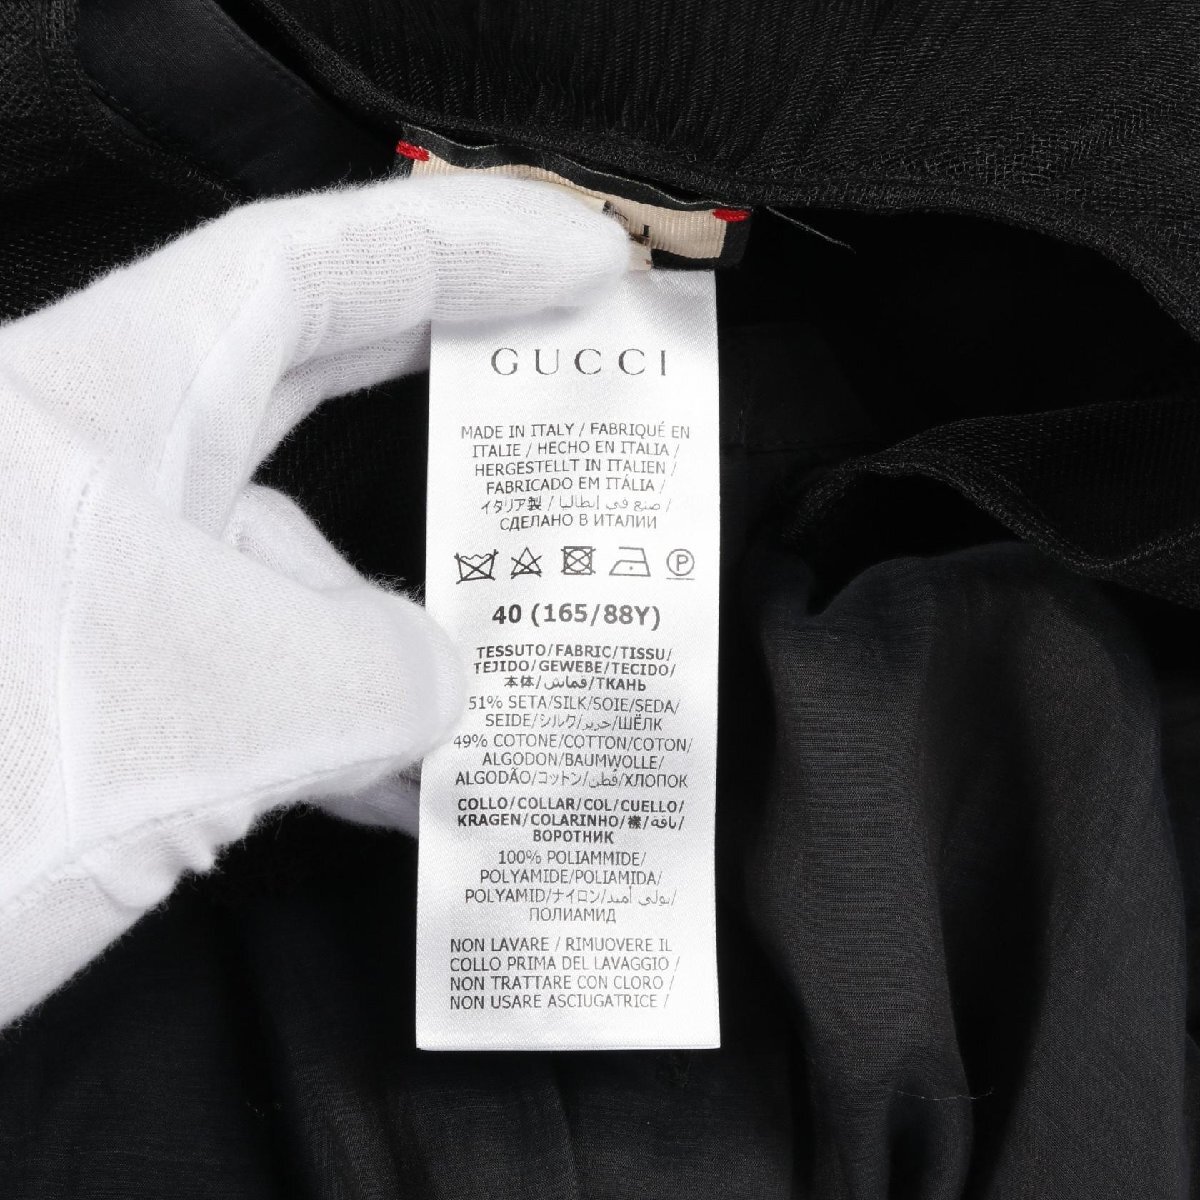 GUCCI
MADE IN ITALY / FABRIQUÉ EN
ITALIE / HECHO EN ITALIA /
HERGESTELLT IN ITALIEN /
FABRICADO EM ITÁLIA /
イタリア製 / صنع في إيطاليا /
СДЕЛАНО В ИТАЛИИ
P
40 (165/88Y)
TESSUTO/FABRIC/TISSU/
TEJIDO/GEWEBE/TECIDO/
本体/قماش/ТКАНЬ
51% SETA/SILK/SOIE/SEDA/
SEIDE/シルク/حرير/ШЁЛК
49% COTONE/COTTON/COTON/
ALGODON/BAUMWOLLE/
ALGODÃO/コットン/قطن/ХЛОПОК
COLLO/COLLAR/COL/CUELLO/
KRAGEN/COLARINHO/襟/ياقة/
ВОРОТНИК
100% POLIAMMIDE/
POLYAMIDE/POLIAMIDA/
POLYAMID/ナイロン/بولي أميد/
ПОЛИАМИД
NON LAVARE / RIMUOVERE IL
COLLO PRIMA DEL LAVAGGIO /
NON TRATTARE CON CLORO /
NON USARE ASCIUGATRICE /